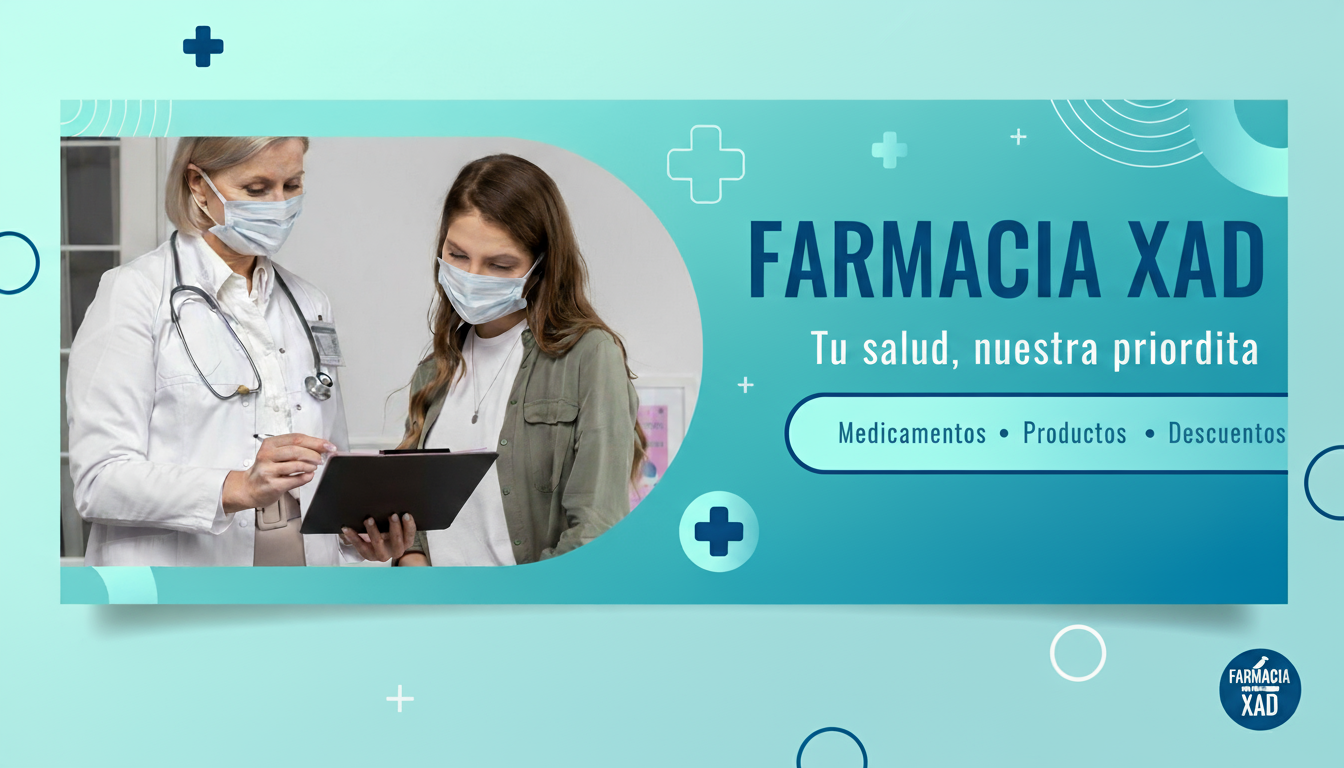 FARMACIA XAD
Tu salud, nuestra priordita
Medicamentos • Productos • Descuentos
FARMACIA
XAD